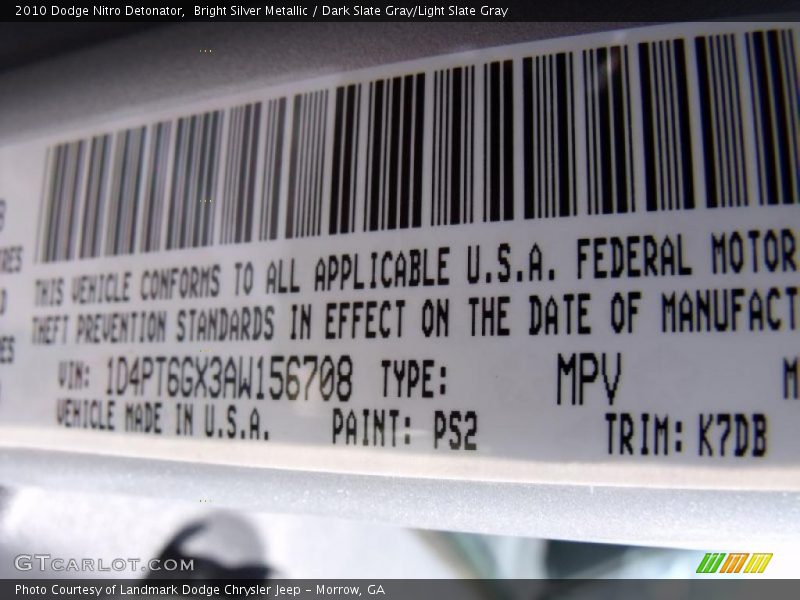 2010 Dodge Nitro Detonator,  Bright Silver Metallic / Dark Slate Gray/Light Slate Gray
THIS VEHICLE CONFORMS TO ALL APPLICABLE U.S.A. FEDERAL MOTOR
THEFT PREVENTION STANDARDS IN EFFECT ON THE DATE OF MANUFACT
VIN: 1D4PT6GX3AW156708 TYPE: MPV M
VEHICLE MADE IN U.S.A. PAINT: PS2 TRIM: K7DB
GTCARLOT.COM
Photo Courtesy of Landmark Dodge Chrysler Jeep - Morrow, GA